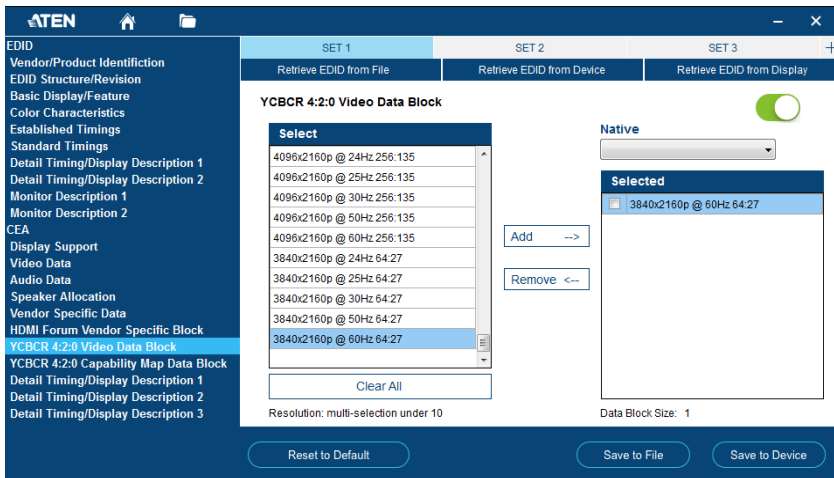 ATEN
EDID
Vendor/Product Identifiction
EDID Structure/Revision
Basic Display/Feature
Color Characteristics
Established Timings
Standard Timings
Detail Timing/Display Description 1
Detail Timing/Display Description 2
Monitor Description 1
Monitor Description 2
CEA
Display Support
Video Data
Audio Data
Speaker Allocation
Vendor Specific Data
HDMI Forum Vendor Specific Block
YCBCR 4:2:0 Video Data Block
YCBCR 4:2:0 Capability Map Data Block
Detail Timing/Display Description 1
Detail Timing/Display Description 2
Detail Timing/Display Description 3
SET 1 SET 2 SET 3 +
Retrieve EDID from File Retrieve EDID from Device Retrieve EDID from Display
YCBCR 4:2:0 Video Data Block
Select
4096x2160p @ 24Hz 256:135
4096x2160p @ 25Hz 256:135
4096x2160p @ 30Hz 256:135
4096x2160p @ 50Hz 256:135
4096x2160p @ 60Hz 256:135
3840x2160p @ 24Hz 64:27
3840x2160p @ 25Hz 64:27
3840x2160p @ 30Hz 64:27
3840x2160p @ 50Hz 64:27
3840x2160p @ 60Hz 64:27
Clear All
Resolution: multi-selection under 10
Add -->
Remove <--
Native
Selected
3840x2160p @ 60Hz 64:27
Data Block Size: 1
Reset to Default Save to File Save to Device